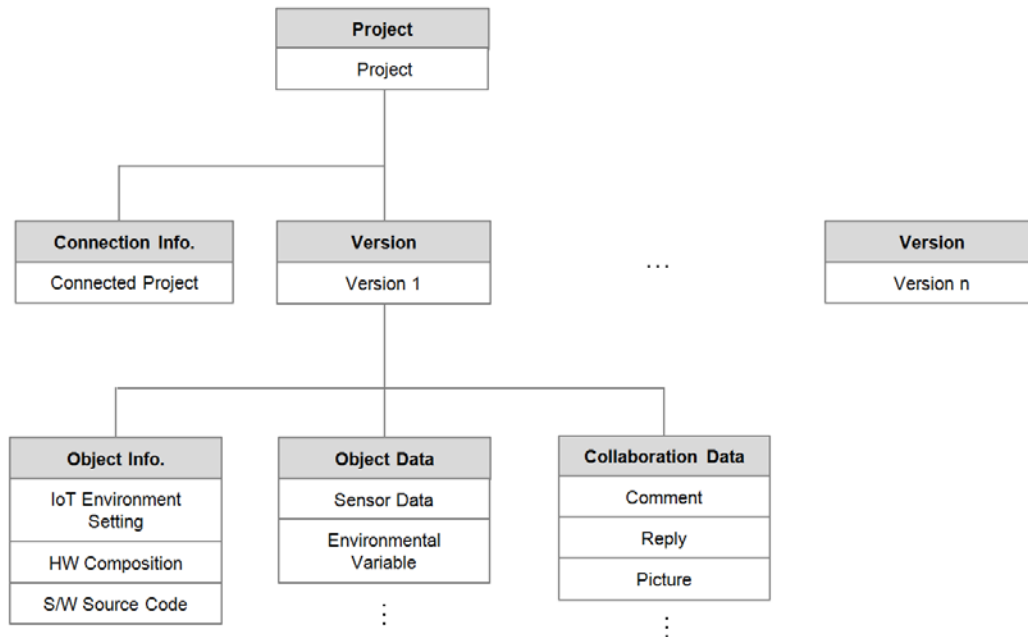 Project
Project
Connection Info.
Connected Project
Version
Version 1
...
Version
Version n
Object Info.
IoT Environment
Setting
HW Composition
S/W Source Code
Object Data
Sensor Data
Environmental
Variable
⋮
Collaboration Data
Comment
Reply
Picture
⋮